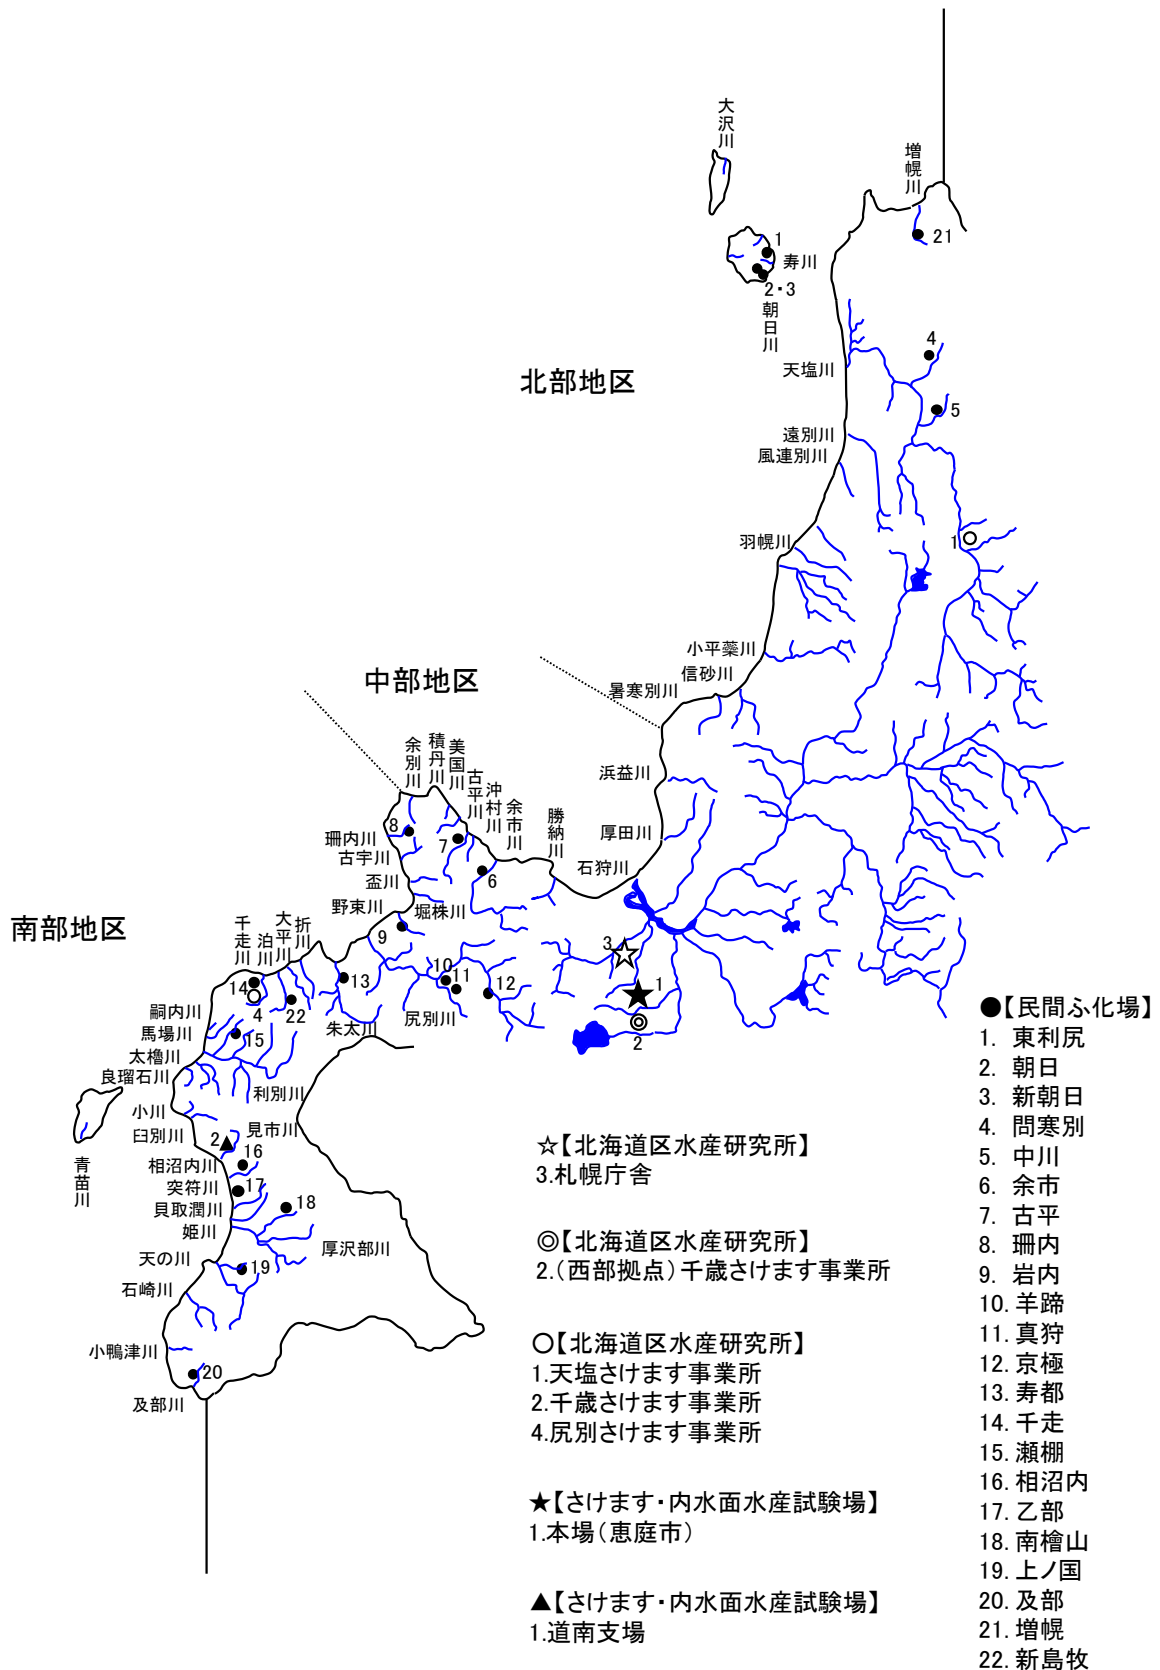 大沢川
増幌川
21
1
寿川
2・3
朝日川
4
天塩川
北部地区
5
遠別川
風連別川
羽幌川
1
小平蘂川
信砂川
暑寒別川
中部地区
余別川
積丹川
美国川
古平川
沖村川
余市川
勝納川
浜益川
厚田川
石狩川
8
珊内川
7
古宇川
6
盃川
野束川
堀株川
9
南部地区
千走川
泊川
大平川
折川
3
10
11
12
13
1
14
4
22
尻別川
朱太川
2
嗣内川
馬場川
15
太櫓川
良瑠石川
利別川
小川
臼別川
見市川
2
青苗川
相沼内川
16
突符川
17
貝取澗川
18
姫川
厚沢部川
天の川
19
石崎川
小鴨津川
20
及部川
☆【北海道区水産研究所】
3.札幌庁舎
◎【北海道区水産研究所】
2.(西部拠点)千歳さけます事業所
○【北海道区水産研究所】
1.天塩さけます事業所
2.千歳さけます事業所
4.尻別さけます事業所
★【さけます・内水面水産試験場】
1.本場(恵庭市)
▲【さけます・内水面水産試験場】
1.道南支場
●【民間ふ化場】
1. 東利尻
2. 朝日
3. 新朝日
4. 問寒別
5. 中川
6. 余市
7. 古平
8. 珊内
9. 岩内
10. 羊蹄
11. 真狩
12. 京極
13. 寿都
14. 千走
15. 瀬棚
16. 相沼内
17. 乙部
18. 南檜山
19. 上ノ国
20. 及部
21. 増幌
22. 新島牧